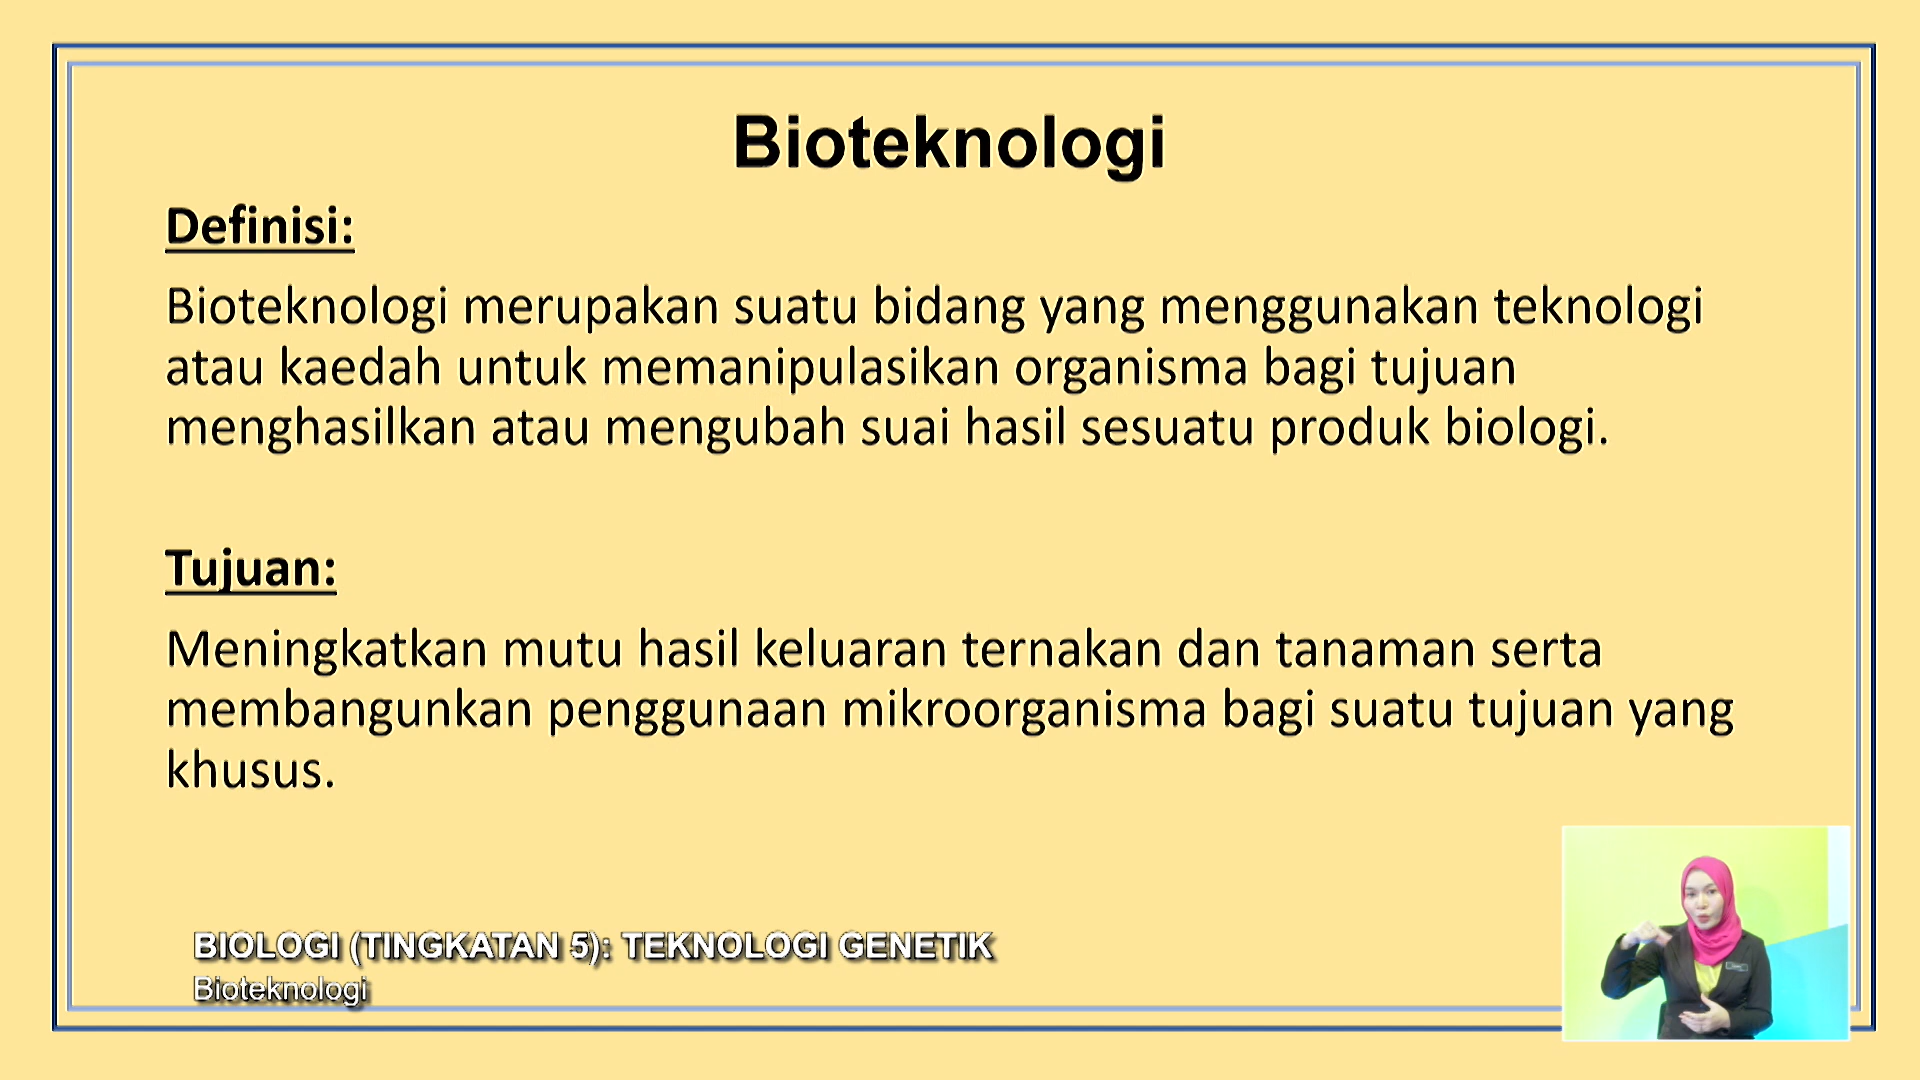 Bioteknologi
Definisi:
Bioteknologi merupakan suatu bidang yang menggunakan teknologi
atau kaedah untuk memanipulasikan organisma bagi tujuan
menghasilkan atau mengubah suai hasil sesuatu produk biologi.
Tujuan:
Meningkatkan mutu hasil keluaran ternakan dan tanaman serta
membangunkan penggunaan mikroorganisma bagi suatu tujuan yang
khusus.
BIOLOGI (TINGKATAN 5): TEKNOLOGI GENETIK
Bioteknologi